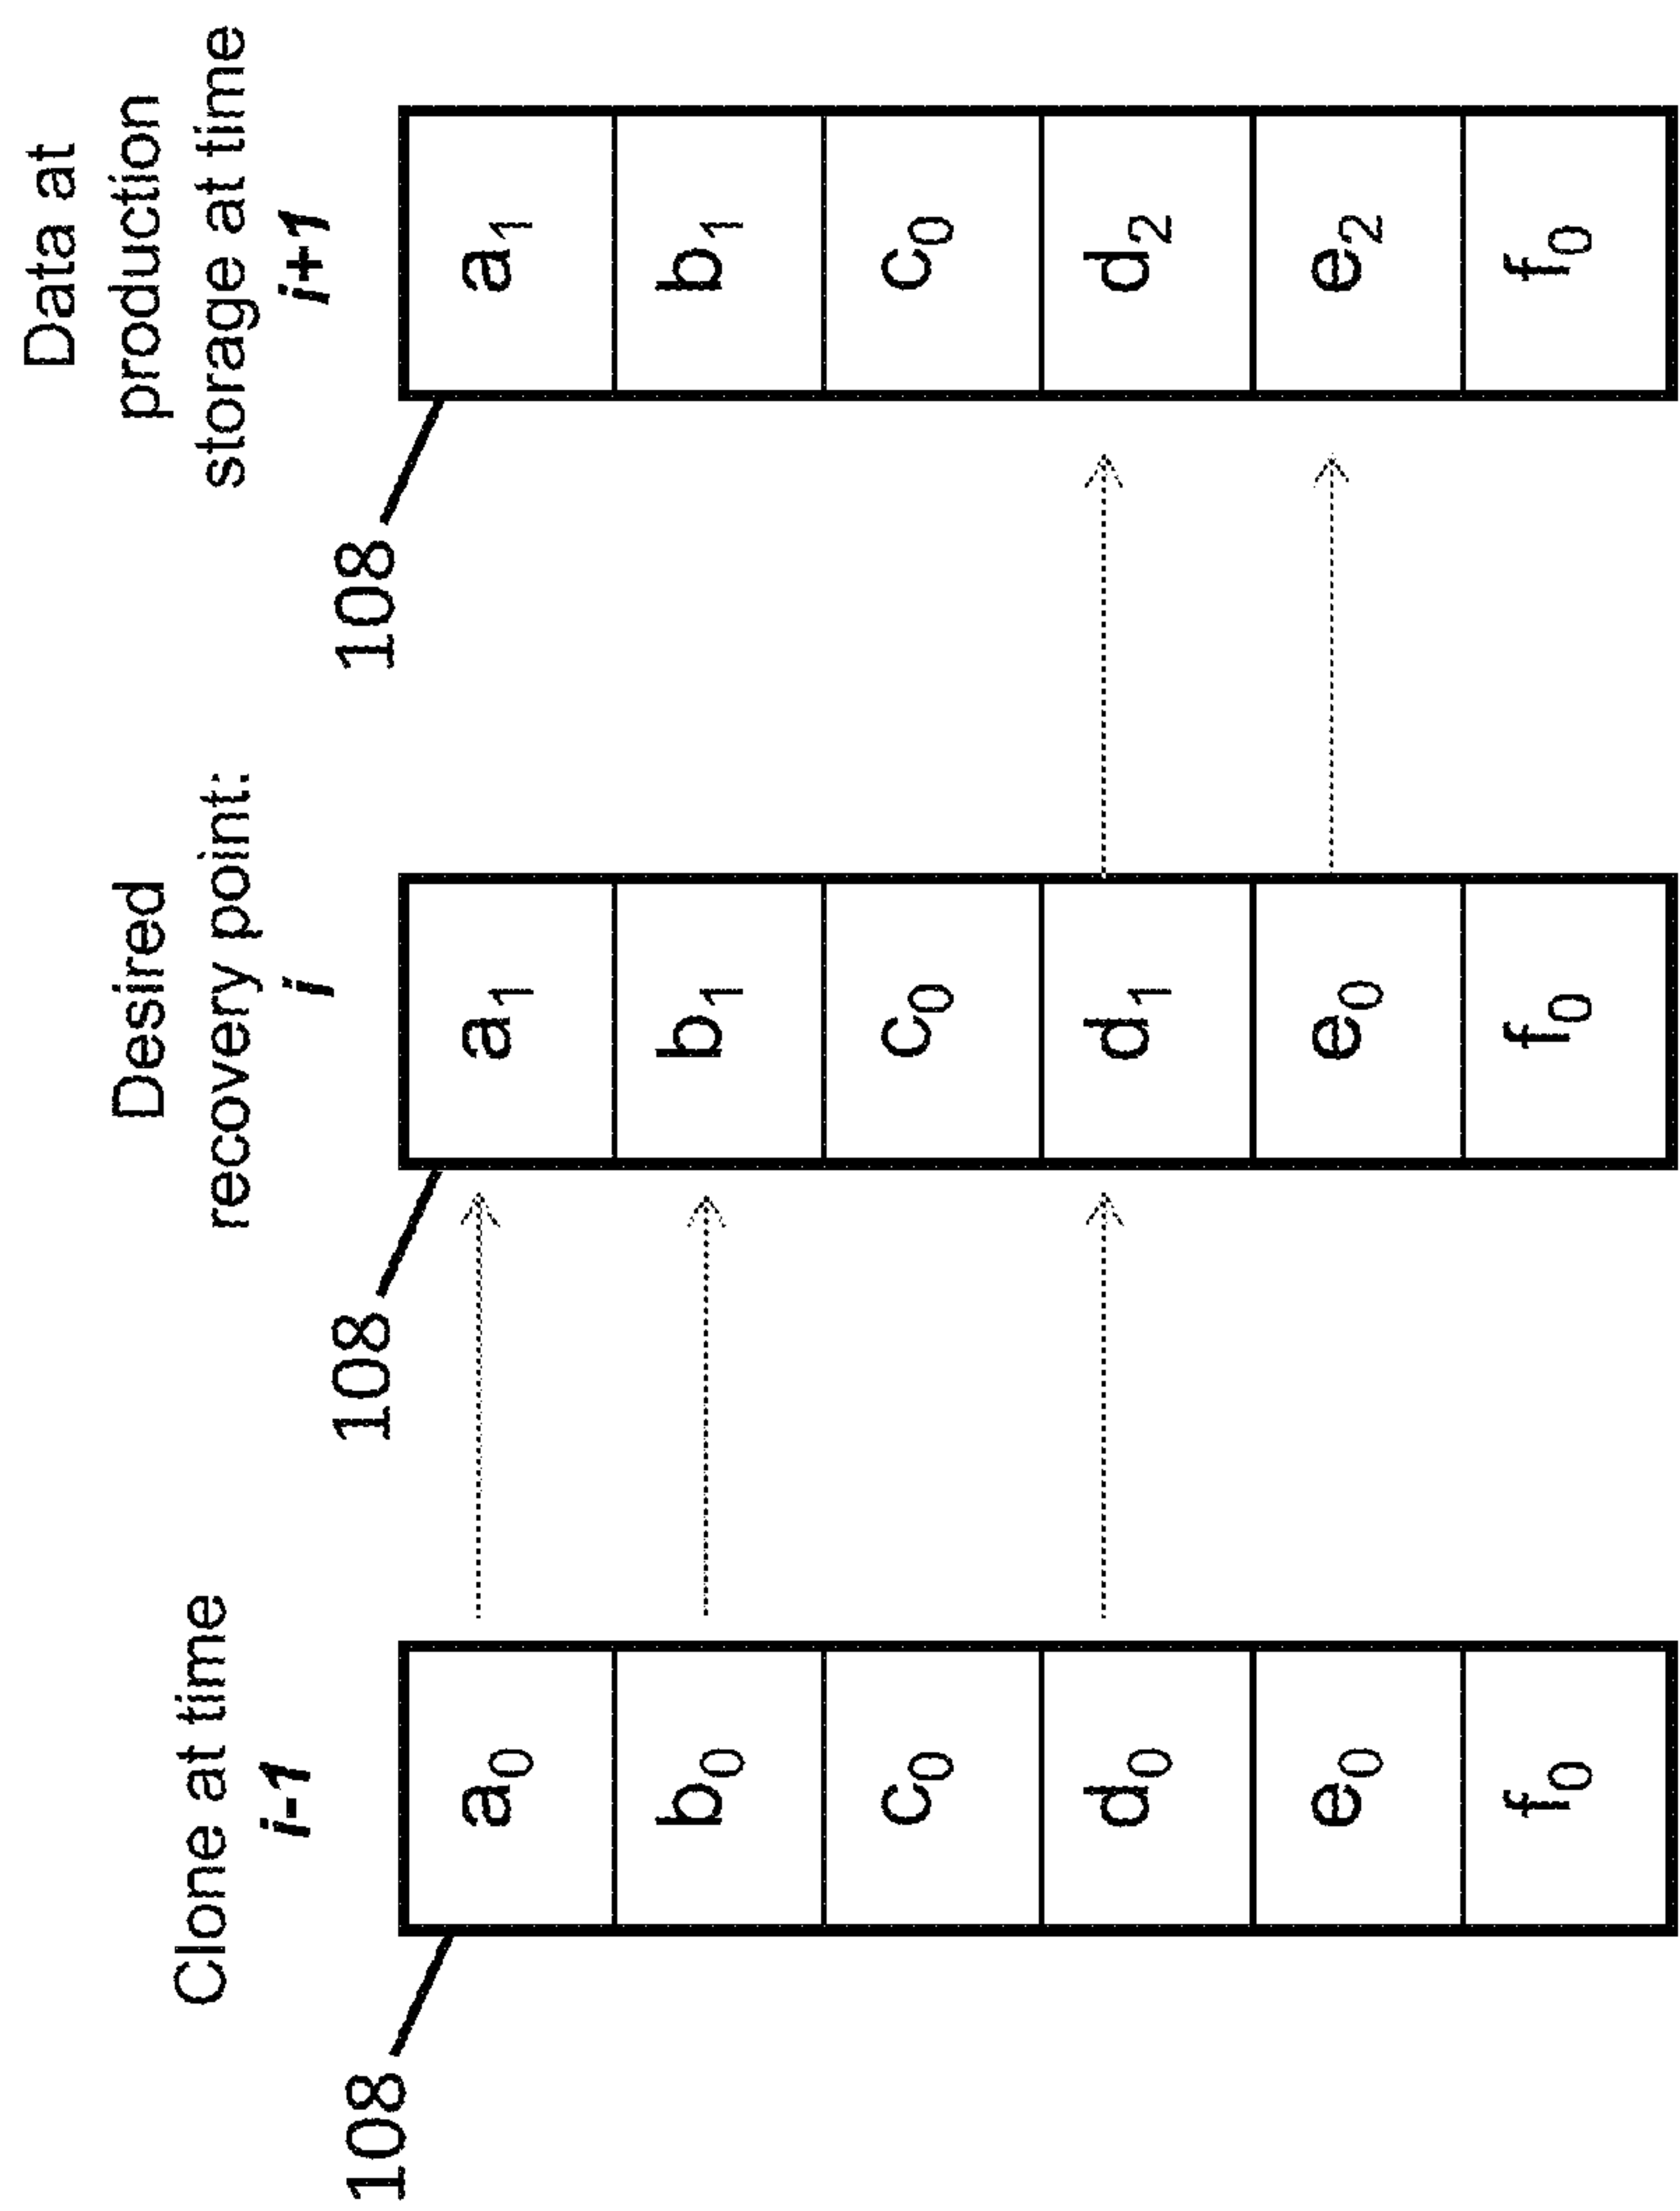 Clone at time
i-1
108
a0
b0
c0
d0
e0
f0
Desired
recovery point:
i
108
a1
b1
c0
d1
e0
f0
Data at
production
storage at time
i+1
108
a1
b1
c0
d2
e2
f0